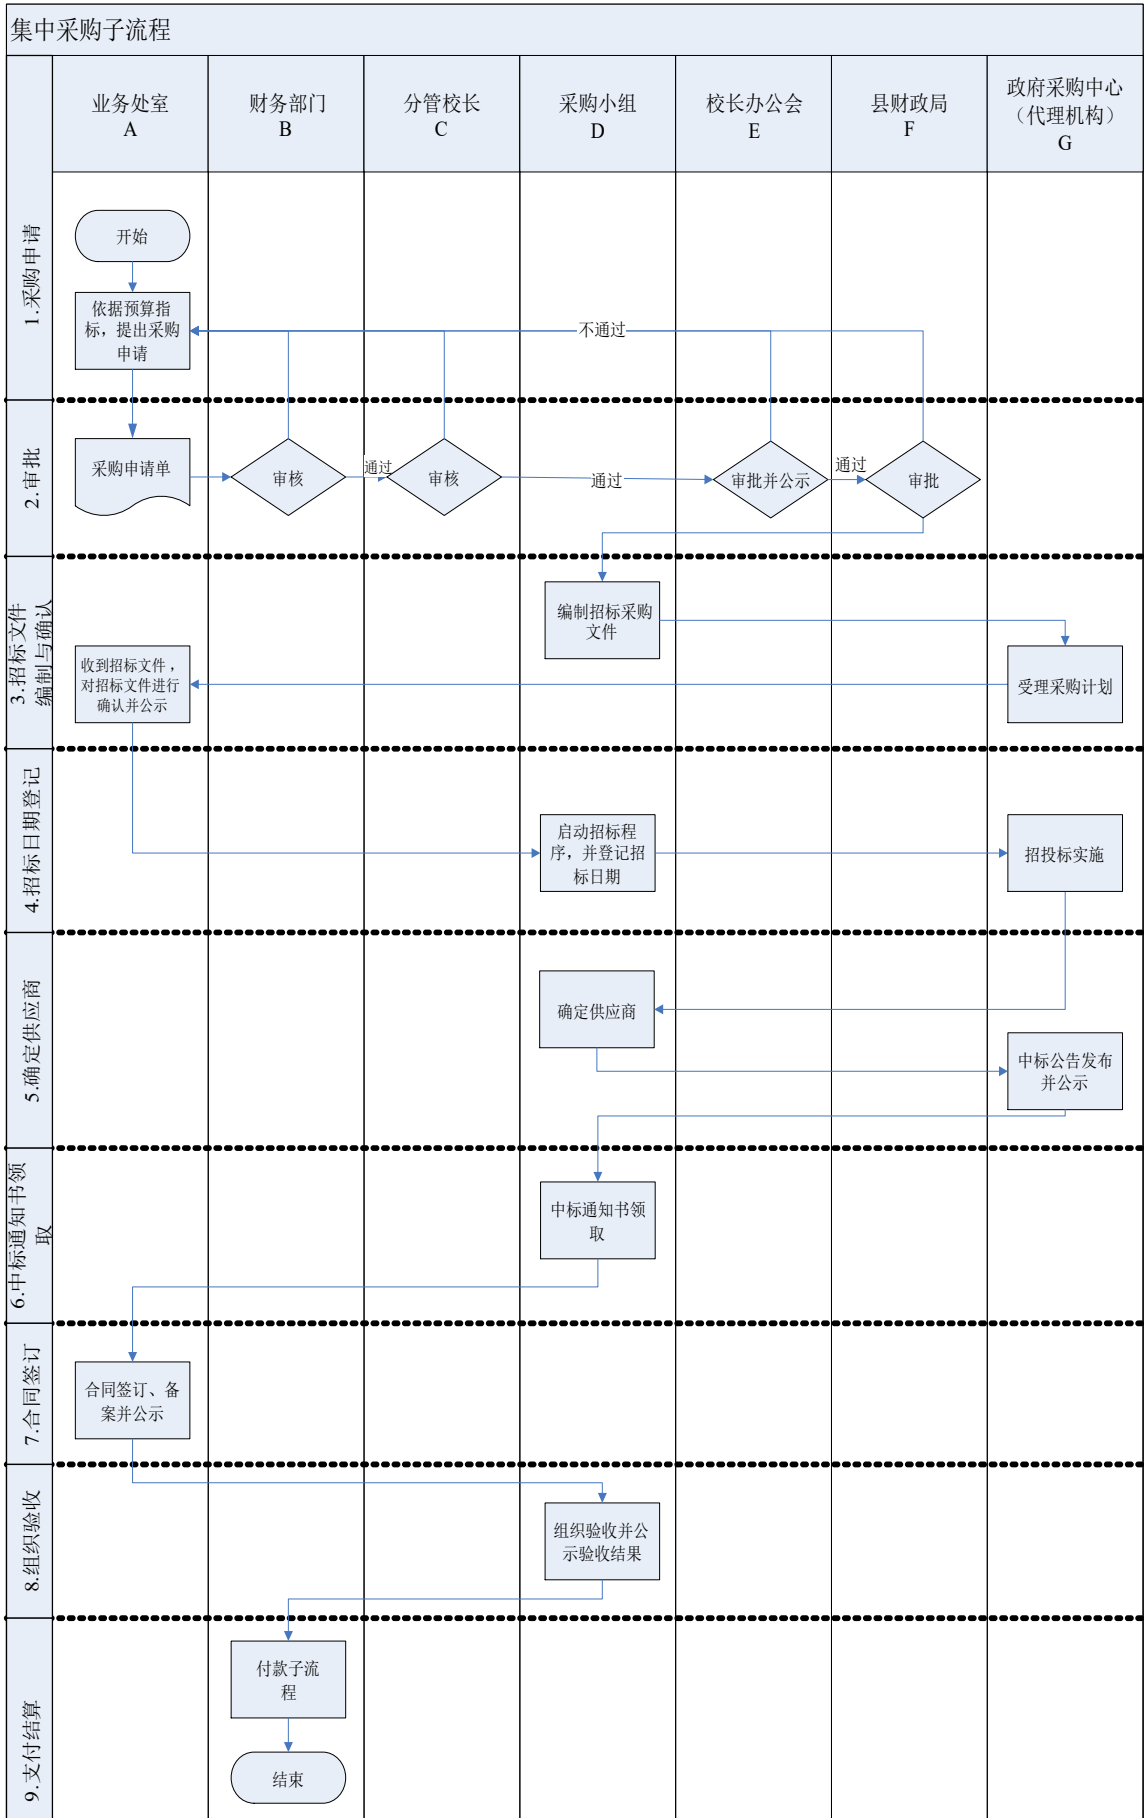 集中采购子流程
业务处室
A
财务部门
B
分管校长
C
采购小组
D
校长办公会
E
县财政局
F
政府采购中心
（代理机构）
G
1.采购申请
开始
依据预算指
标，提出采购
申请
不通过
2.审批
采购申请单
审核
通过
审核
通过
审批并公示
通过
审批
3.招标文件
编制与确认
编制招标采购
文件
收到招标文件，
对招标文件进行
确认并公示
受理采购计划
4.招标日期登记
启动招标程
序，并登记招
标日期
招投标实施
5.确定供应商
确定供应商
中标公告发布
并公示
6.中标通知书领
取
中标通知书领
取
7.合同签订
合同签订、备
案并公示
8.组织验收
组织验收并公
示验收结果
9.支付结算
付款子流
程
结束